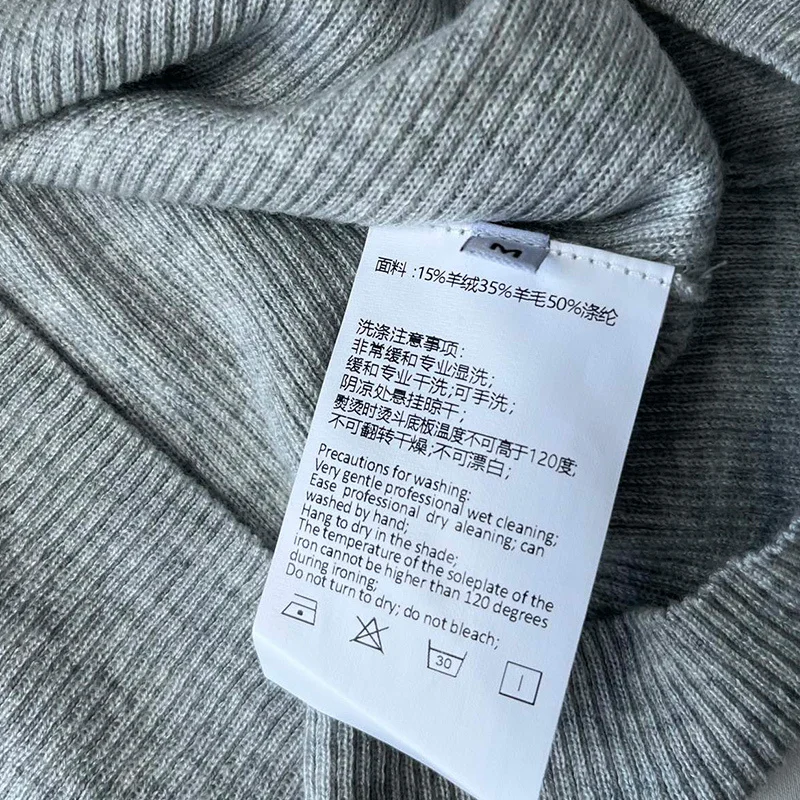 M
面料:15%羊绒35%羊毛50%涤纶
洗涤注意事项:
非常缓和专业湿洗;
缓和专业干洗;可手洗;
阴凉处悬挂晾干;
熨烫时烫斗底板温度不可高于120度;
不可翻转干燥;不可漂白;
Precautions for washing:
Very gentle professional wet cleaning;
Ease professional dry aleaning; can
washed by hand;
Hang to dry in the shade;
The temperature of the soleplate of the
iron cannot be higher than 120 degrees
during ironing;
Do not turn to dry; do not bleach;
30